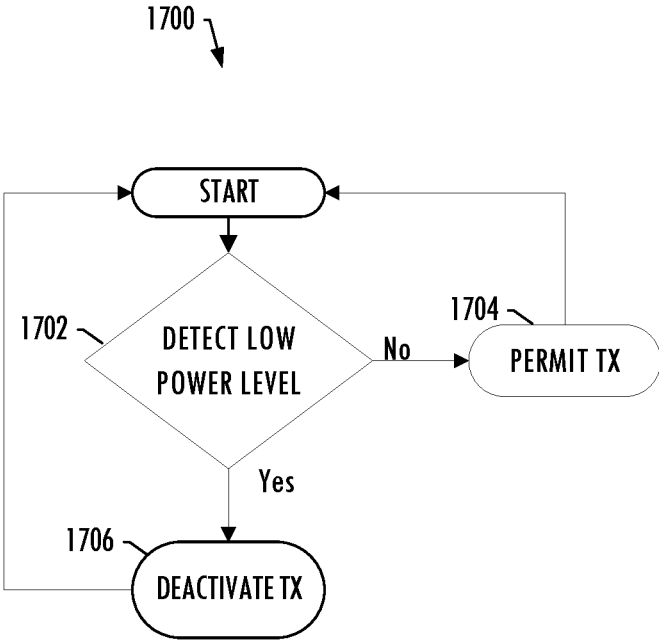 1700
START
1702
DETECT LOW
POWER LEVEL
No
1704
PERMIT TX
Yes
1706
DEACTIVATE TX